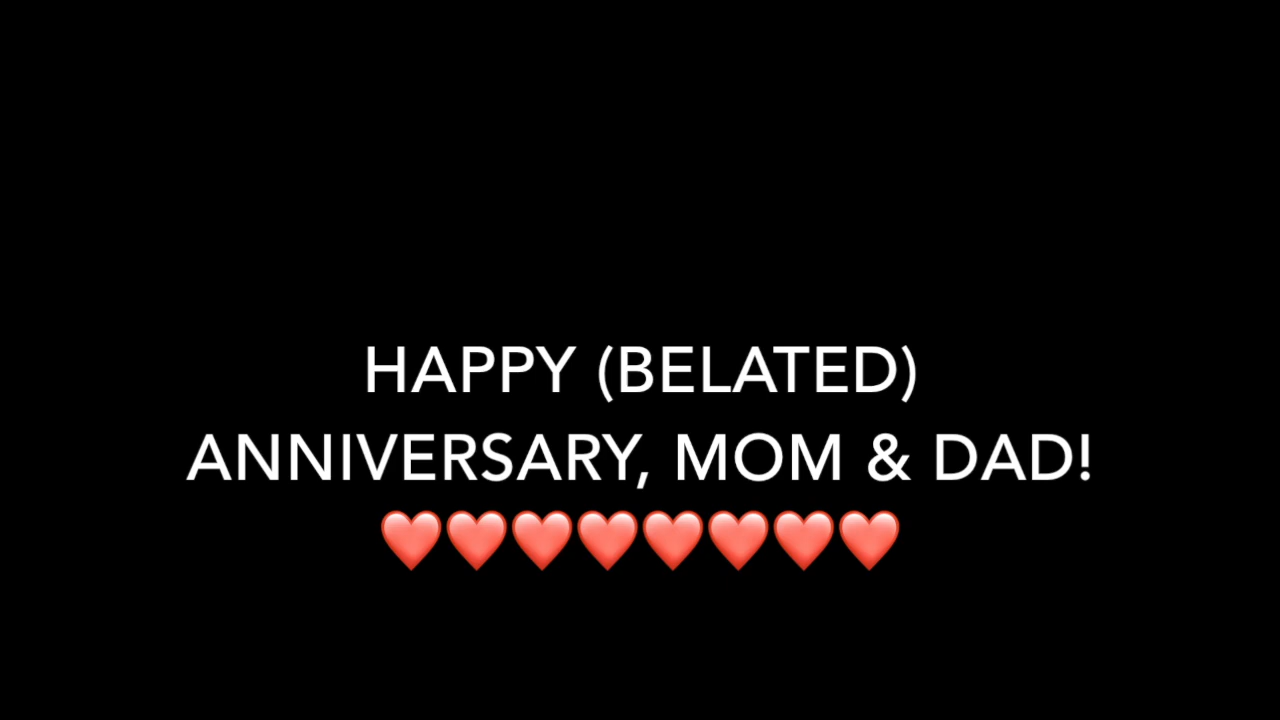 HAPPY (BELATED)
ANNIVERSARY, MOM & DAD!
❤️❤️❤️❤️❤️❤️❤️❤️